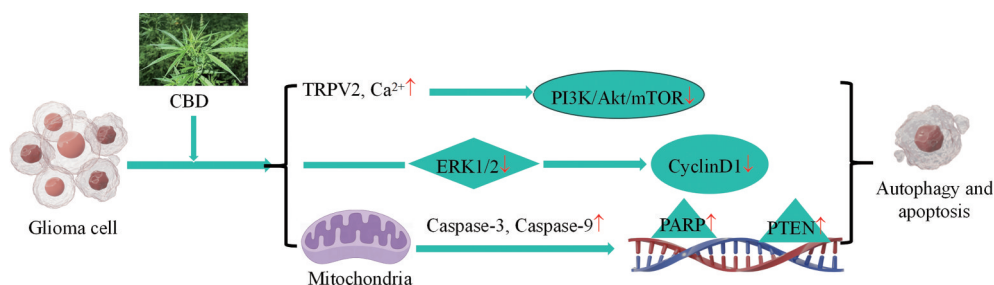 CBD
Glioma cell
TRPV2, Ca²⁺↑
PI3K/Akt/mTOR↓
ERK1/2↓
CyclinD1↓
Mitochondria
Caspase-3, Caspase-9↑
PARP↑
PTEN↑
Autophagy and
apoptosis